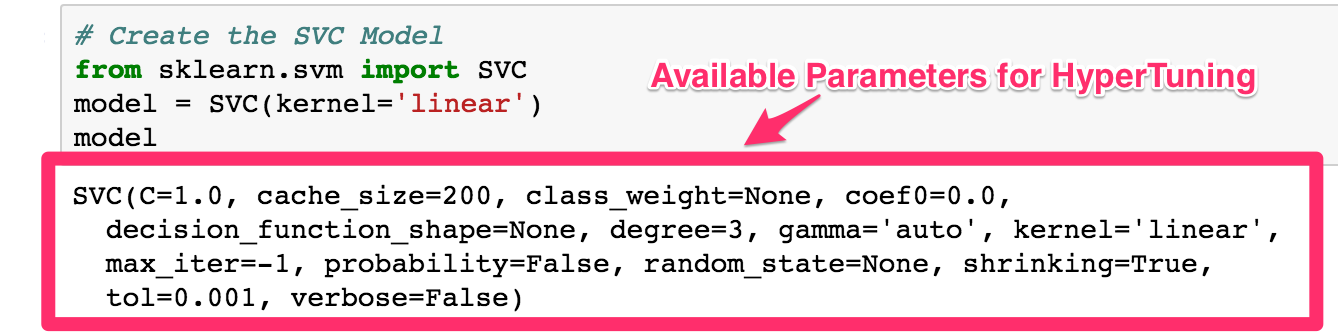 # Create the SVC Model
from sklearn.svm import SVC
model = SVC(kernel='linear')
model
Available Parameters for HyperTuning
SVC(C=1.0, cache_size=200, class_weight=None, coef0=0.0,
decision_function_shape=None, degree=3, gamma='auto', kernel='linear',
max_iter=-1, probability=False, random_state=None, shrinking=True,
tol=0.001, verbose=False)